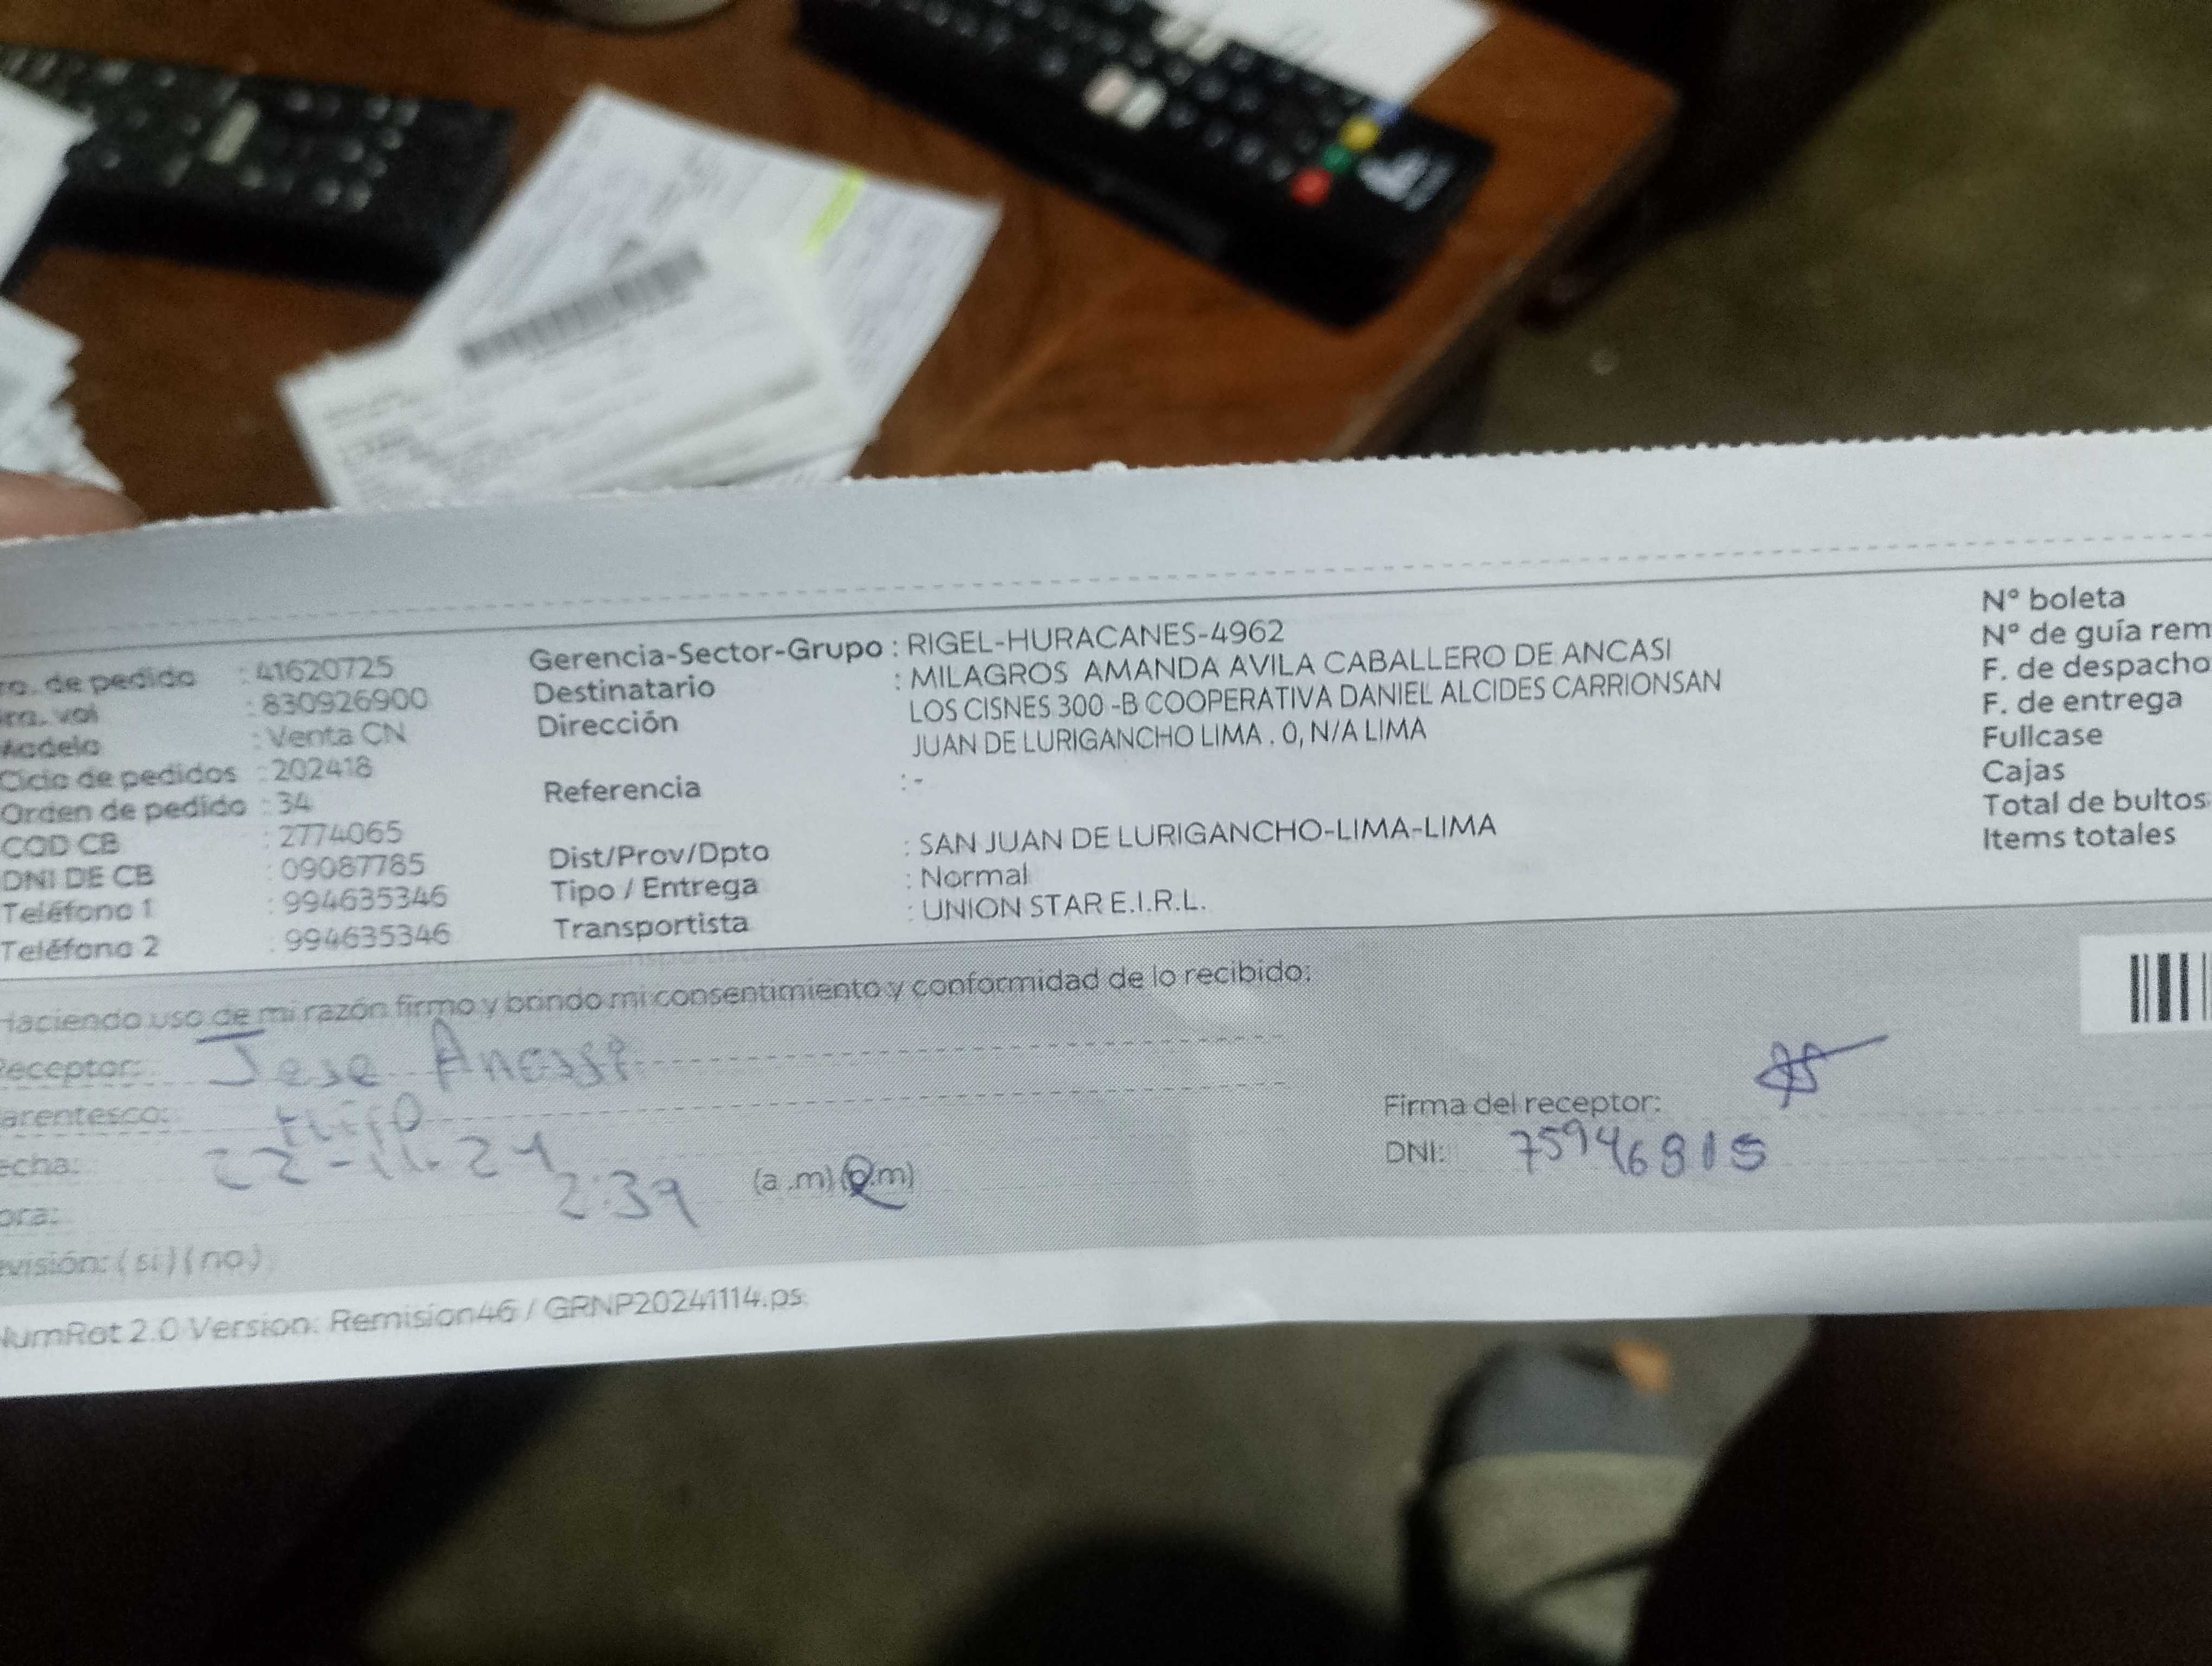 ro. de pedido : 41620725
ro. vol : 830926900
Modelo : Venta CN
Ciclo de pedidos : 202418
Orden de pedido : 34
COD CB : 2774065
DNI DE CB : 09087785
Teléfono 1 : 994635346
Teléfono 2 : 994635346
Gerencia-Sector-Grupo : RIGEL-HURACANES-4962
Destinatario : MILAGROS AMANDA AVILA CABALLERO DE ANCASI
Dirección LOS CISNES 300 -B COOPERATIVA DANIEL ALCIDES CARRIONSAN
JUAN DE LURIGANCHO LIMA . 0, N/A LIMA
Referencia : -
Dist/Prov/Dpto : SAN JUAN DE LURIGANCHO-LIMA-LIMA
Tipo / Entrega : Normal
Transportista : UNION STAR E.I.R.L.
N° boleta
N° de guía rem
F. de despacho
F. de entrega
Fullcase
Cajas
Total de bultos
Items totales
Haciendo uso de mi razón firmo y brindo mi consentimiento y conformidad de lo recibido:
Receptor: Jese
arentesco: Hijo
echa: 22-11-24
ora: 2:39 (a.m) (p.m)
evisión: (si) (no)
Firma del receptor:
DNI: 75946815
NumRot 2.0 Version: Remision46 / GRNP20241114.ps